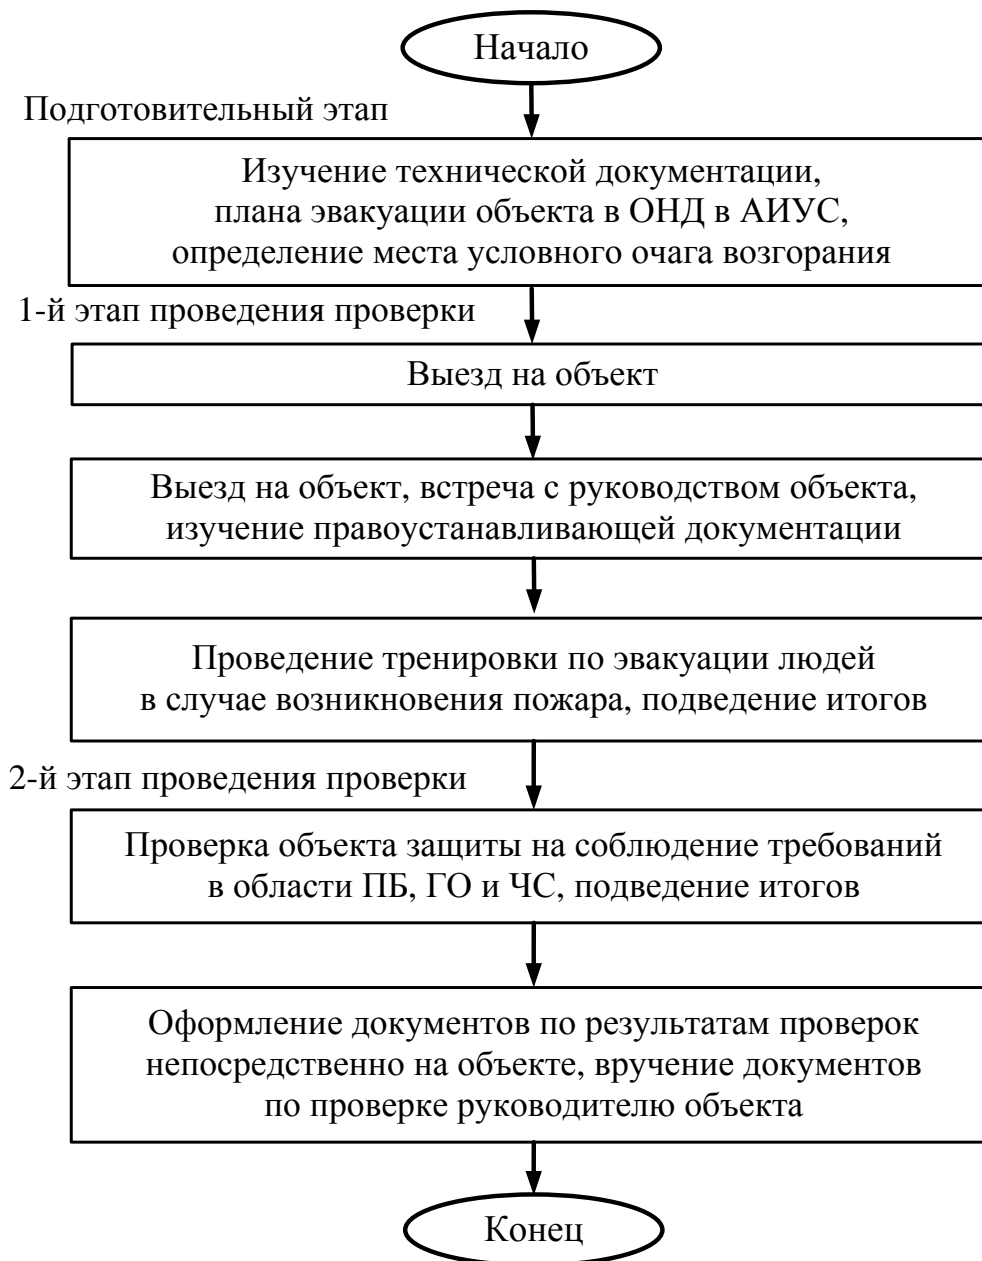 Начало
Подготовительный этап
Изучение технической документации,
плана эвакуации объекта в ОНД в АИУС,
определение места условного очага возгорания
1-й этап проведения проверки
Выезд на объект
Выезд на объект, встреча с руководством объекта,
изучение правоустанавливающей документации
Проведение тренировки по эвакуации людей
в случае возникновения пожара, подведение итогов
2-й этап проведения проверки
Проверка объекта защиты на соблюдение требований
в области ПБ, ГО и ЧС, подведение итогов
Оформление документов по результатам проверок
непосредственно на объекте, вручение документов
по проверке руководителю объекта
Конец